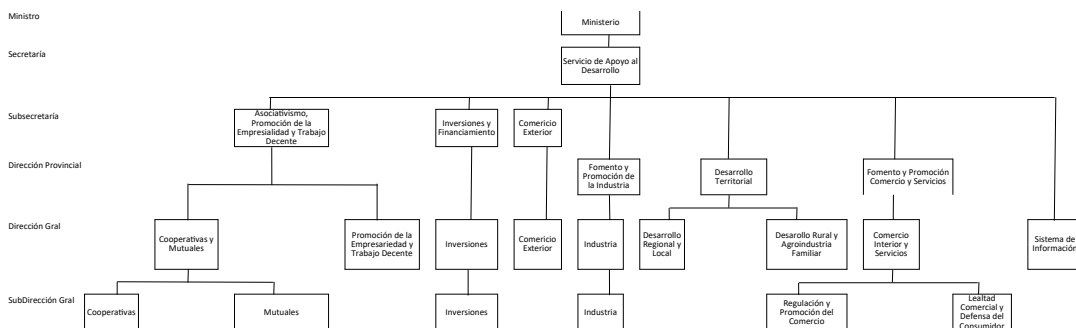 Ministro
Ministerio
Secretaría
Servicio de Apoyo al
Desarrollo
Subsecretaría
Asociativismo,
Promoción de la
Empresialidad y Trabajo
Decente
Inversiones y
Financiamiento
Comericio
Exterior
Dirección Provincial
Fomento y
Promoción de
la Industria
Desarrollo
Territorial
Fomento y Promoción
Comercio y Servicios
Dirección Gral
Cooperativas y
Mutuales
Promoción de la
Empresariedad y
Trabajo Decente
Inversiones
Comericio
Exterior
Industria
Desarrollo
Regional y
Local
Desarollo Rural y
Agroindustria
Familiar
Comercio
Interior y
Servicios
Sistema de
Información
SubDirección Gral
Cooperativas
Mutuales
Inversiones
Industria
Regulación y
Promoción del
Comercio
Lealtad
Comercial y
Defensa del
Consumidor